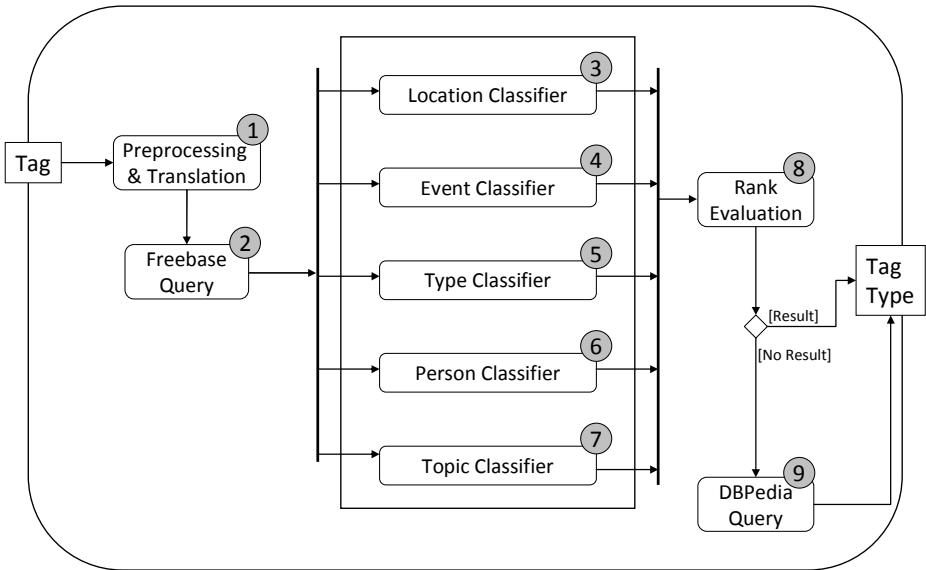 Tag
1
Preprocessing
& Translation
2
Freebase
Query
3
Location Classifier
4
Event Classifier
5
Type Classifier
6
Person Classifier
7
Topic Classifier
8
Rank
Evaluation
[Result]
[No Result]
9
DBPedia
Query
Tag
Type